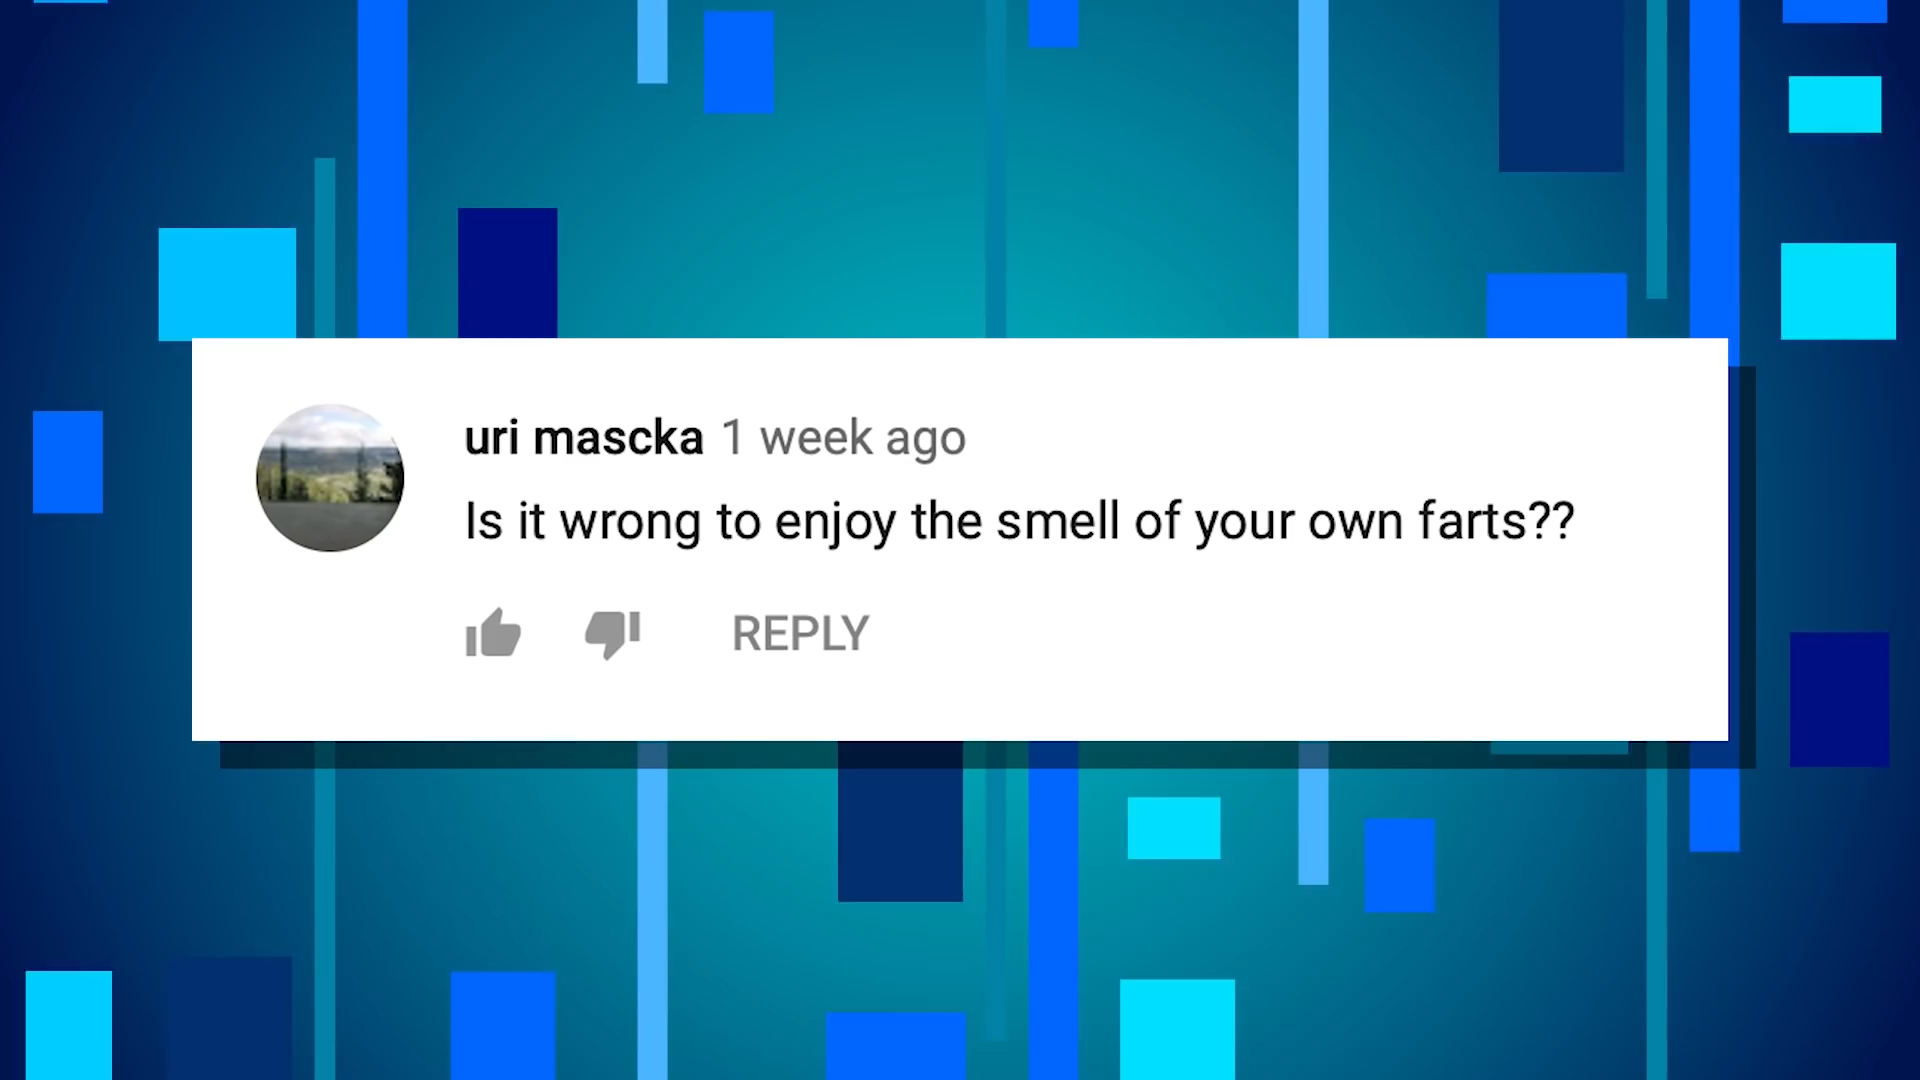 uri mascka 1 week ago
Is it wrong to enjoy the smell of your own farts??
REPLY